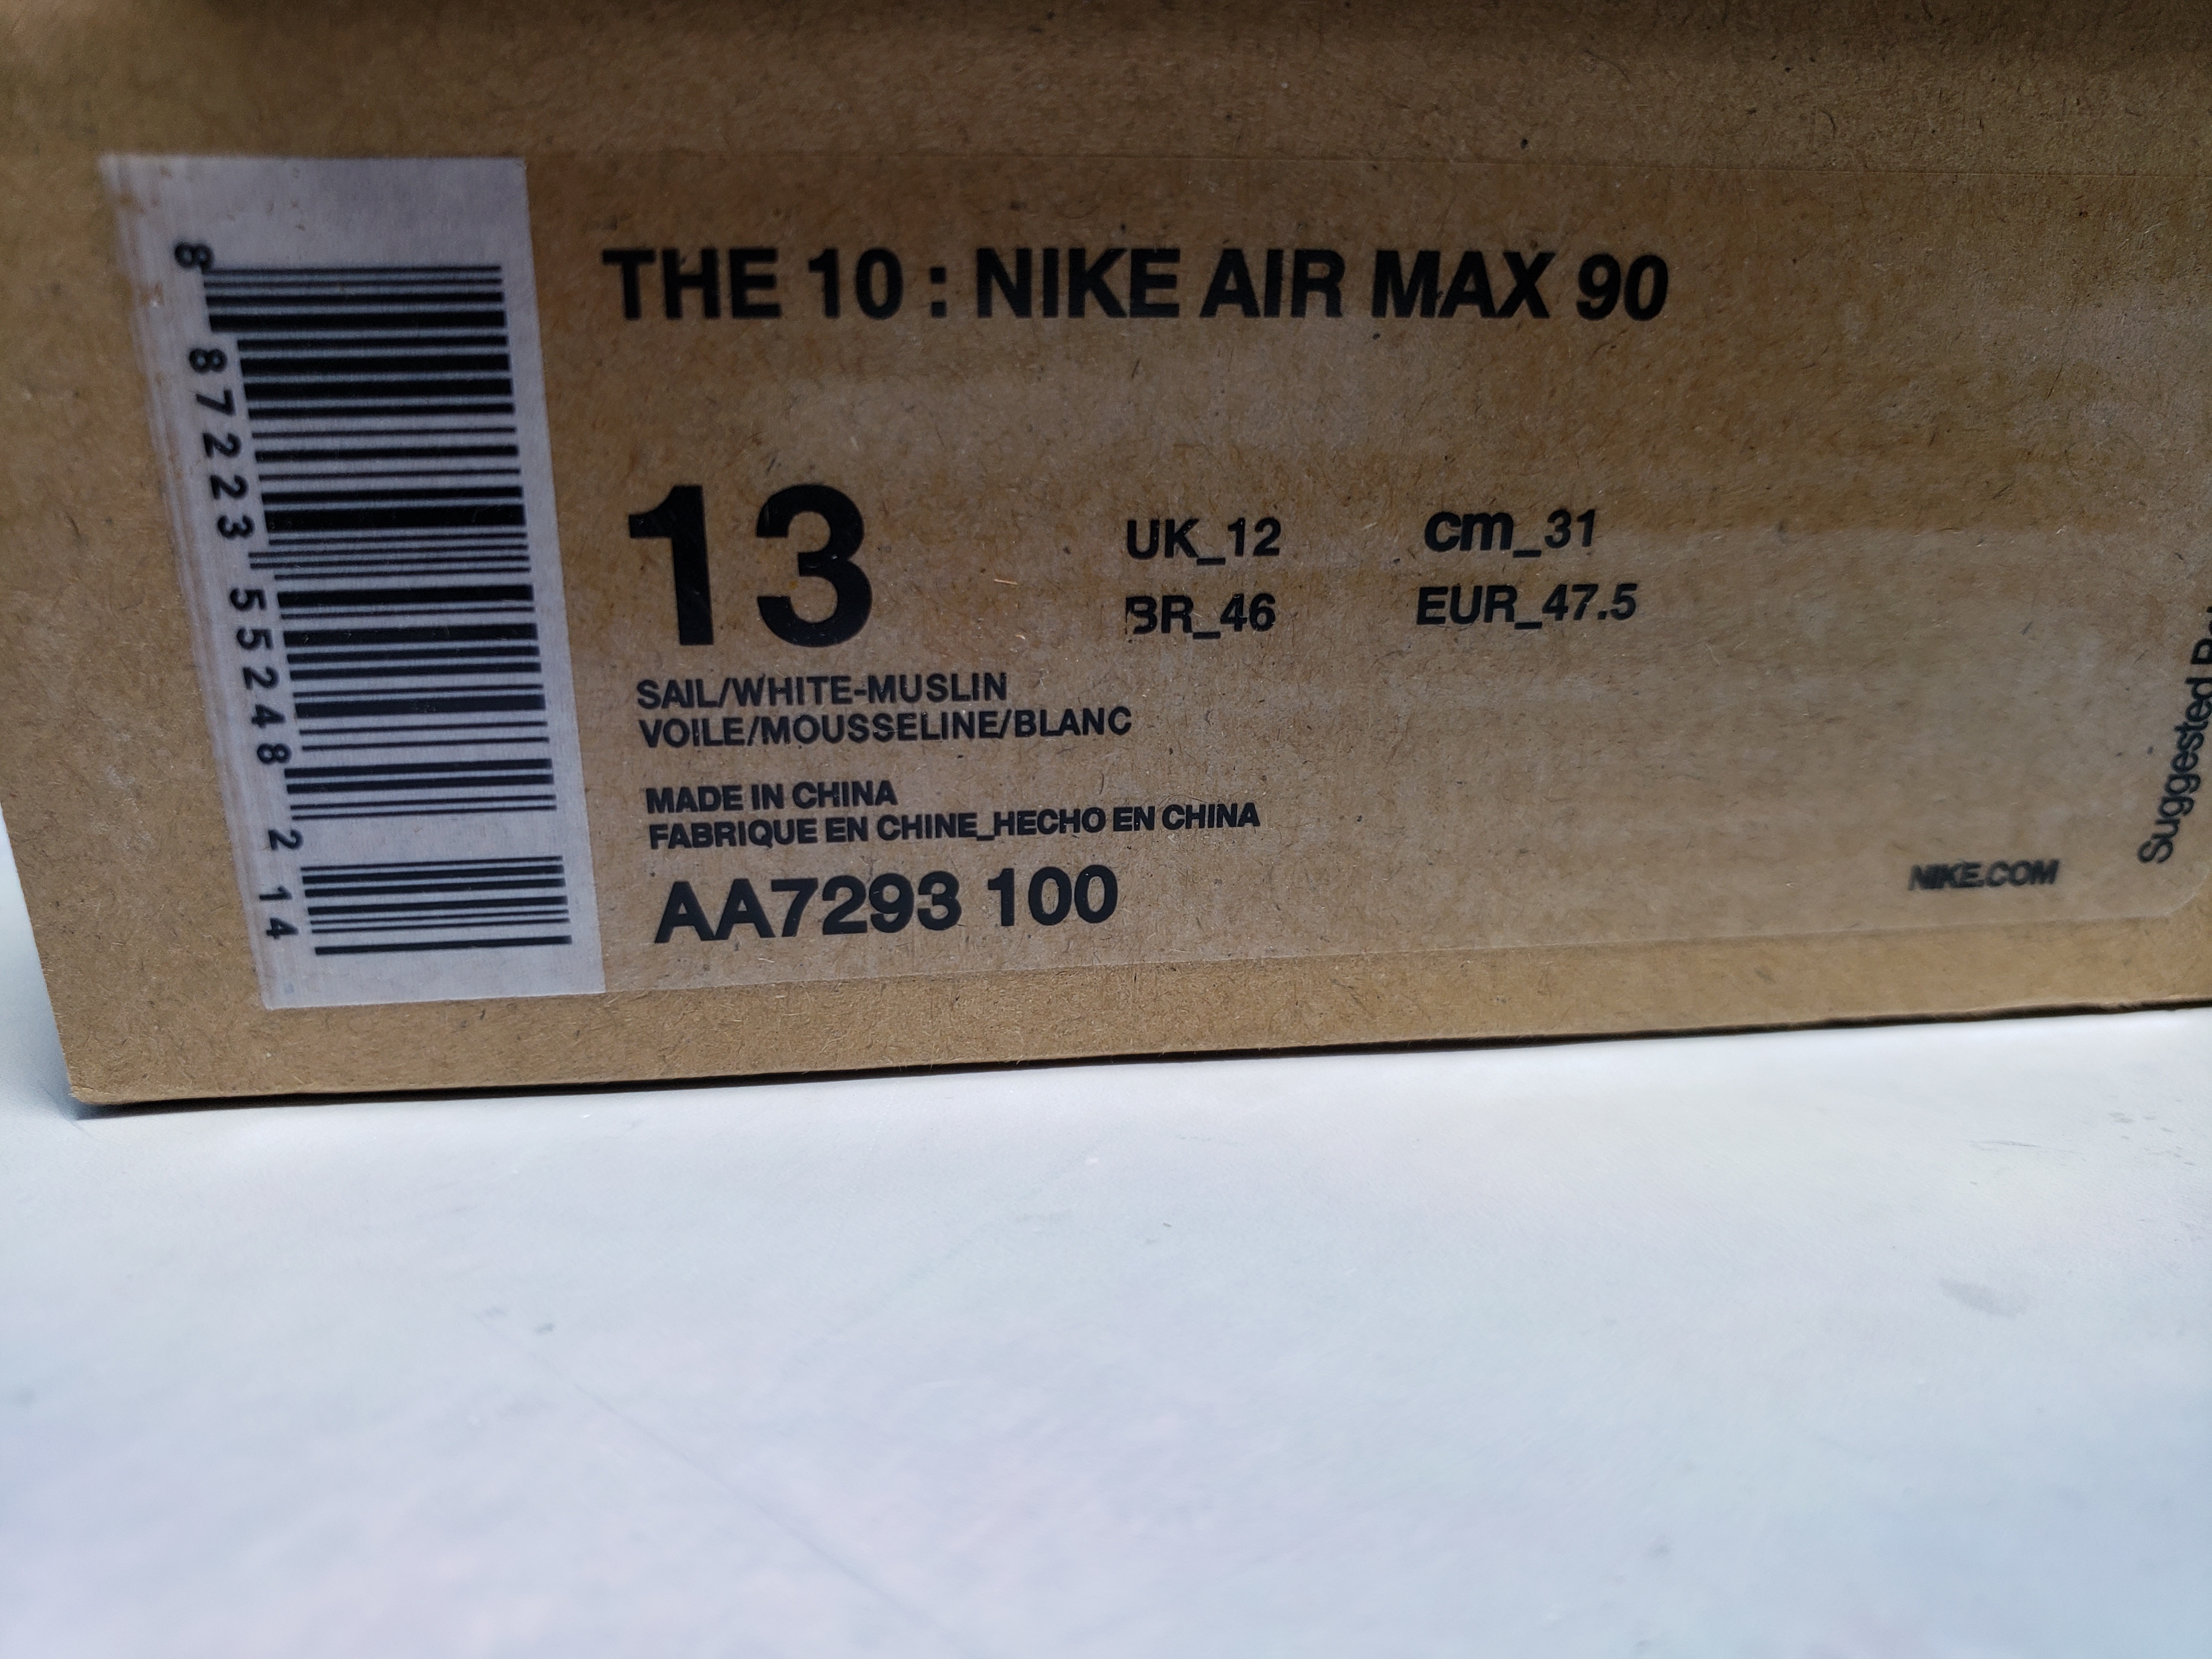 8 87223 55248 2 14
THE 10 : NIKE AIR MAX 90
13
UK_12
cm_31
BR_46
EUR_47.5
SAIL/WHITE-MUSLIN
VOILE/MOUSSELINE/BLANC
MADE IN CHINA
FABRIQUE EN CHINE_HECHO EN CHINA
AA7293 100
NIKE.COM
Suggested